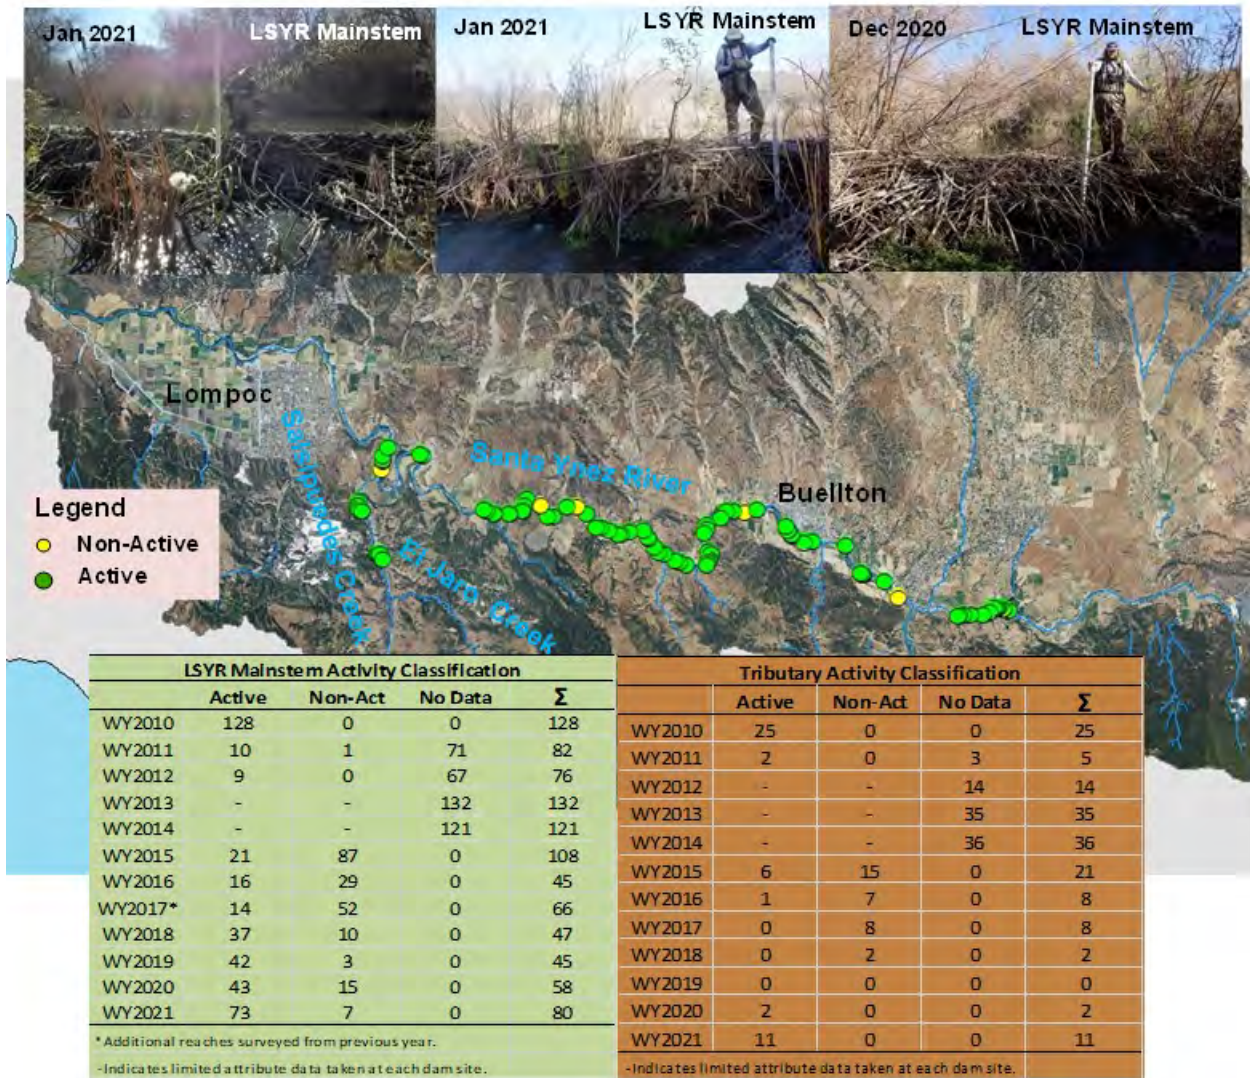 Jan 2021
LSYR Mainstem
Jan 2021
LSYR Mainstem
Dec 2020
LSYR Mainstem
Lompoc
Salsipuedes Creek
Santa Ynez River
Buellton
El Jaro Creek
Legend
Non-Active
Active
LSYR Mainstem Activity Classification
Active Non-Act No Data Σ
WY2010 128 0 0 128
WY2011 10 1 71 82
WY2012 9 0 67 76
WY2013 - - 132 132
WY2014 - - 121 121
WY2015 21 87 0 108
WY2016 16 29 0 45
WY2017* 14 52 0 66
WY2018 37 10 0 47
WY2019 42 3 0 45
WY2020 43 15 0 58
WY2021 73 7 0 80
*Additional reaches surveyed from previous year.
-Indicates limited attribute data taken at each dam site.
Tributary Activity Classification
Active Non-Act No Data Σ
WY2010 25 0 0 25
WY2011 2 0 3 5
WY2012 - - 14 14
WY2013 - - 35 35
WY2014 - - 36 36
WY2015 6 15 0 21
WY2016 1 7 0 8
WY2017 0 8 0 8
WY2018 0 2 0 2
WY2019 0 0 0 0
WY2020 2 0 0 2
WY2021 11 0 0 11
-Indicates limited attribute data taken at each dam site.